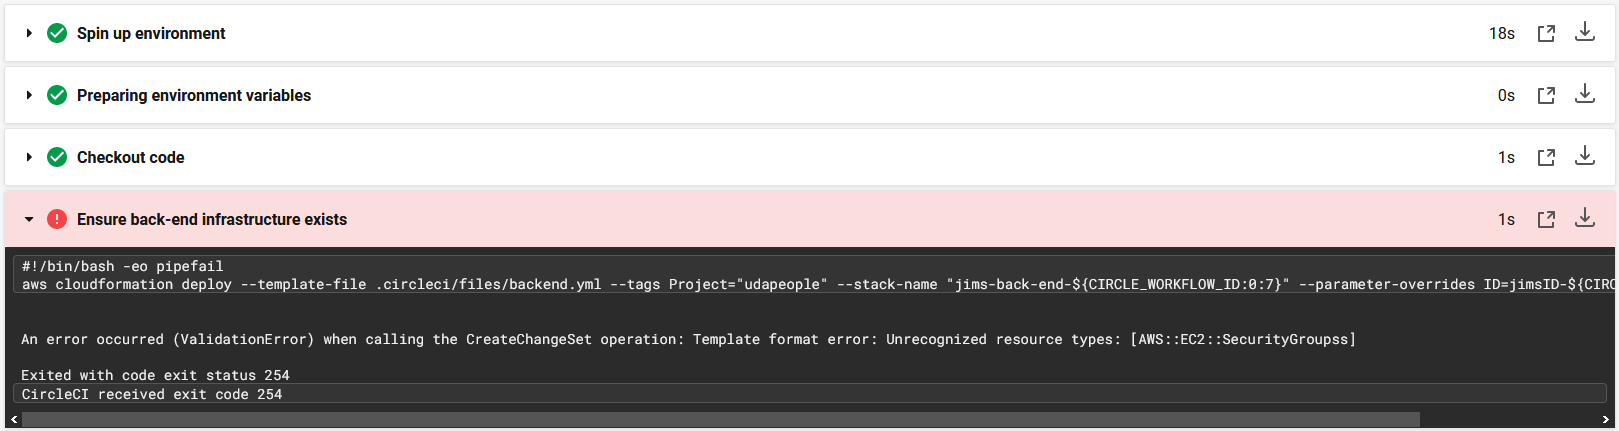 Spin up environment 18s
Preparing environment variables 0s
Checkout code 1s
Ensure back-end infrastructure exists 1s
#!/bin/bash -eo pipefail
aws cloudformation deploy --template-file .circleci/files/backend.yml --tags Project="udapeople" --stack-name "jims-back-end-${CIRCLE_WORKFLOW_ID:0:7}" --parameter-overrides ID=jimsID-${CIRC
An error occurred (ValidationError) when calling the CreateChangeSet operation: Template format error: Unrecognized resource types: [AWS::EC2::SecurityGroupss]
Exited with code exit status 254
CircleCI received exit code 254